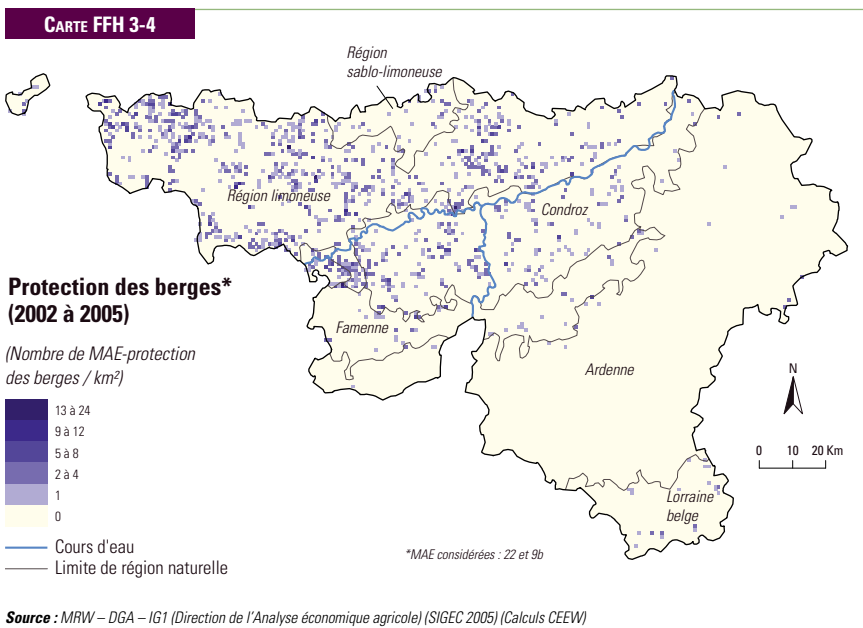 CARTE FFH 3-4
Région
sablo-limoneuse
Région limoneuse
Condroz
Famenne
Ardenne
Lorraine
belge
Protection des berges*
(2002 à 2005)
(Nombre de MAE-protection
des berges / km²)
13 à 24
9 à 12
5 à 8
2 à 4
1
0
Cours d'eau
Limite de région naturelle
N
0 10 20 Km
*MAE considérées : 22 et 9b
Source : MRW – DGA – IG1 (Direction de l'Analyse économique agricole) (SIGEC 2005) (Calculs CEEW)